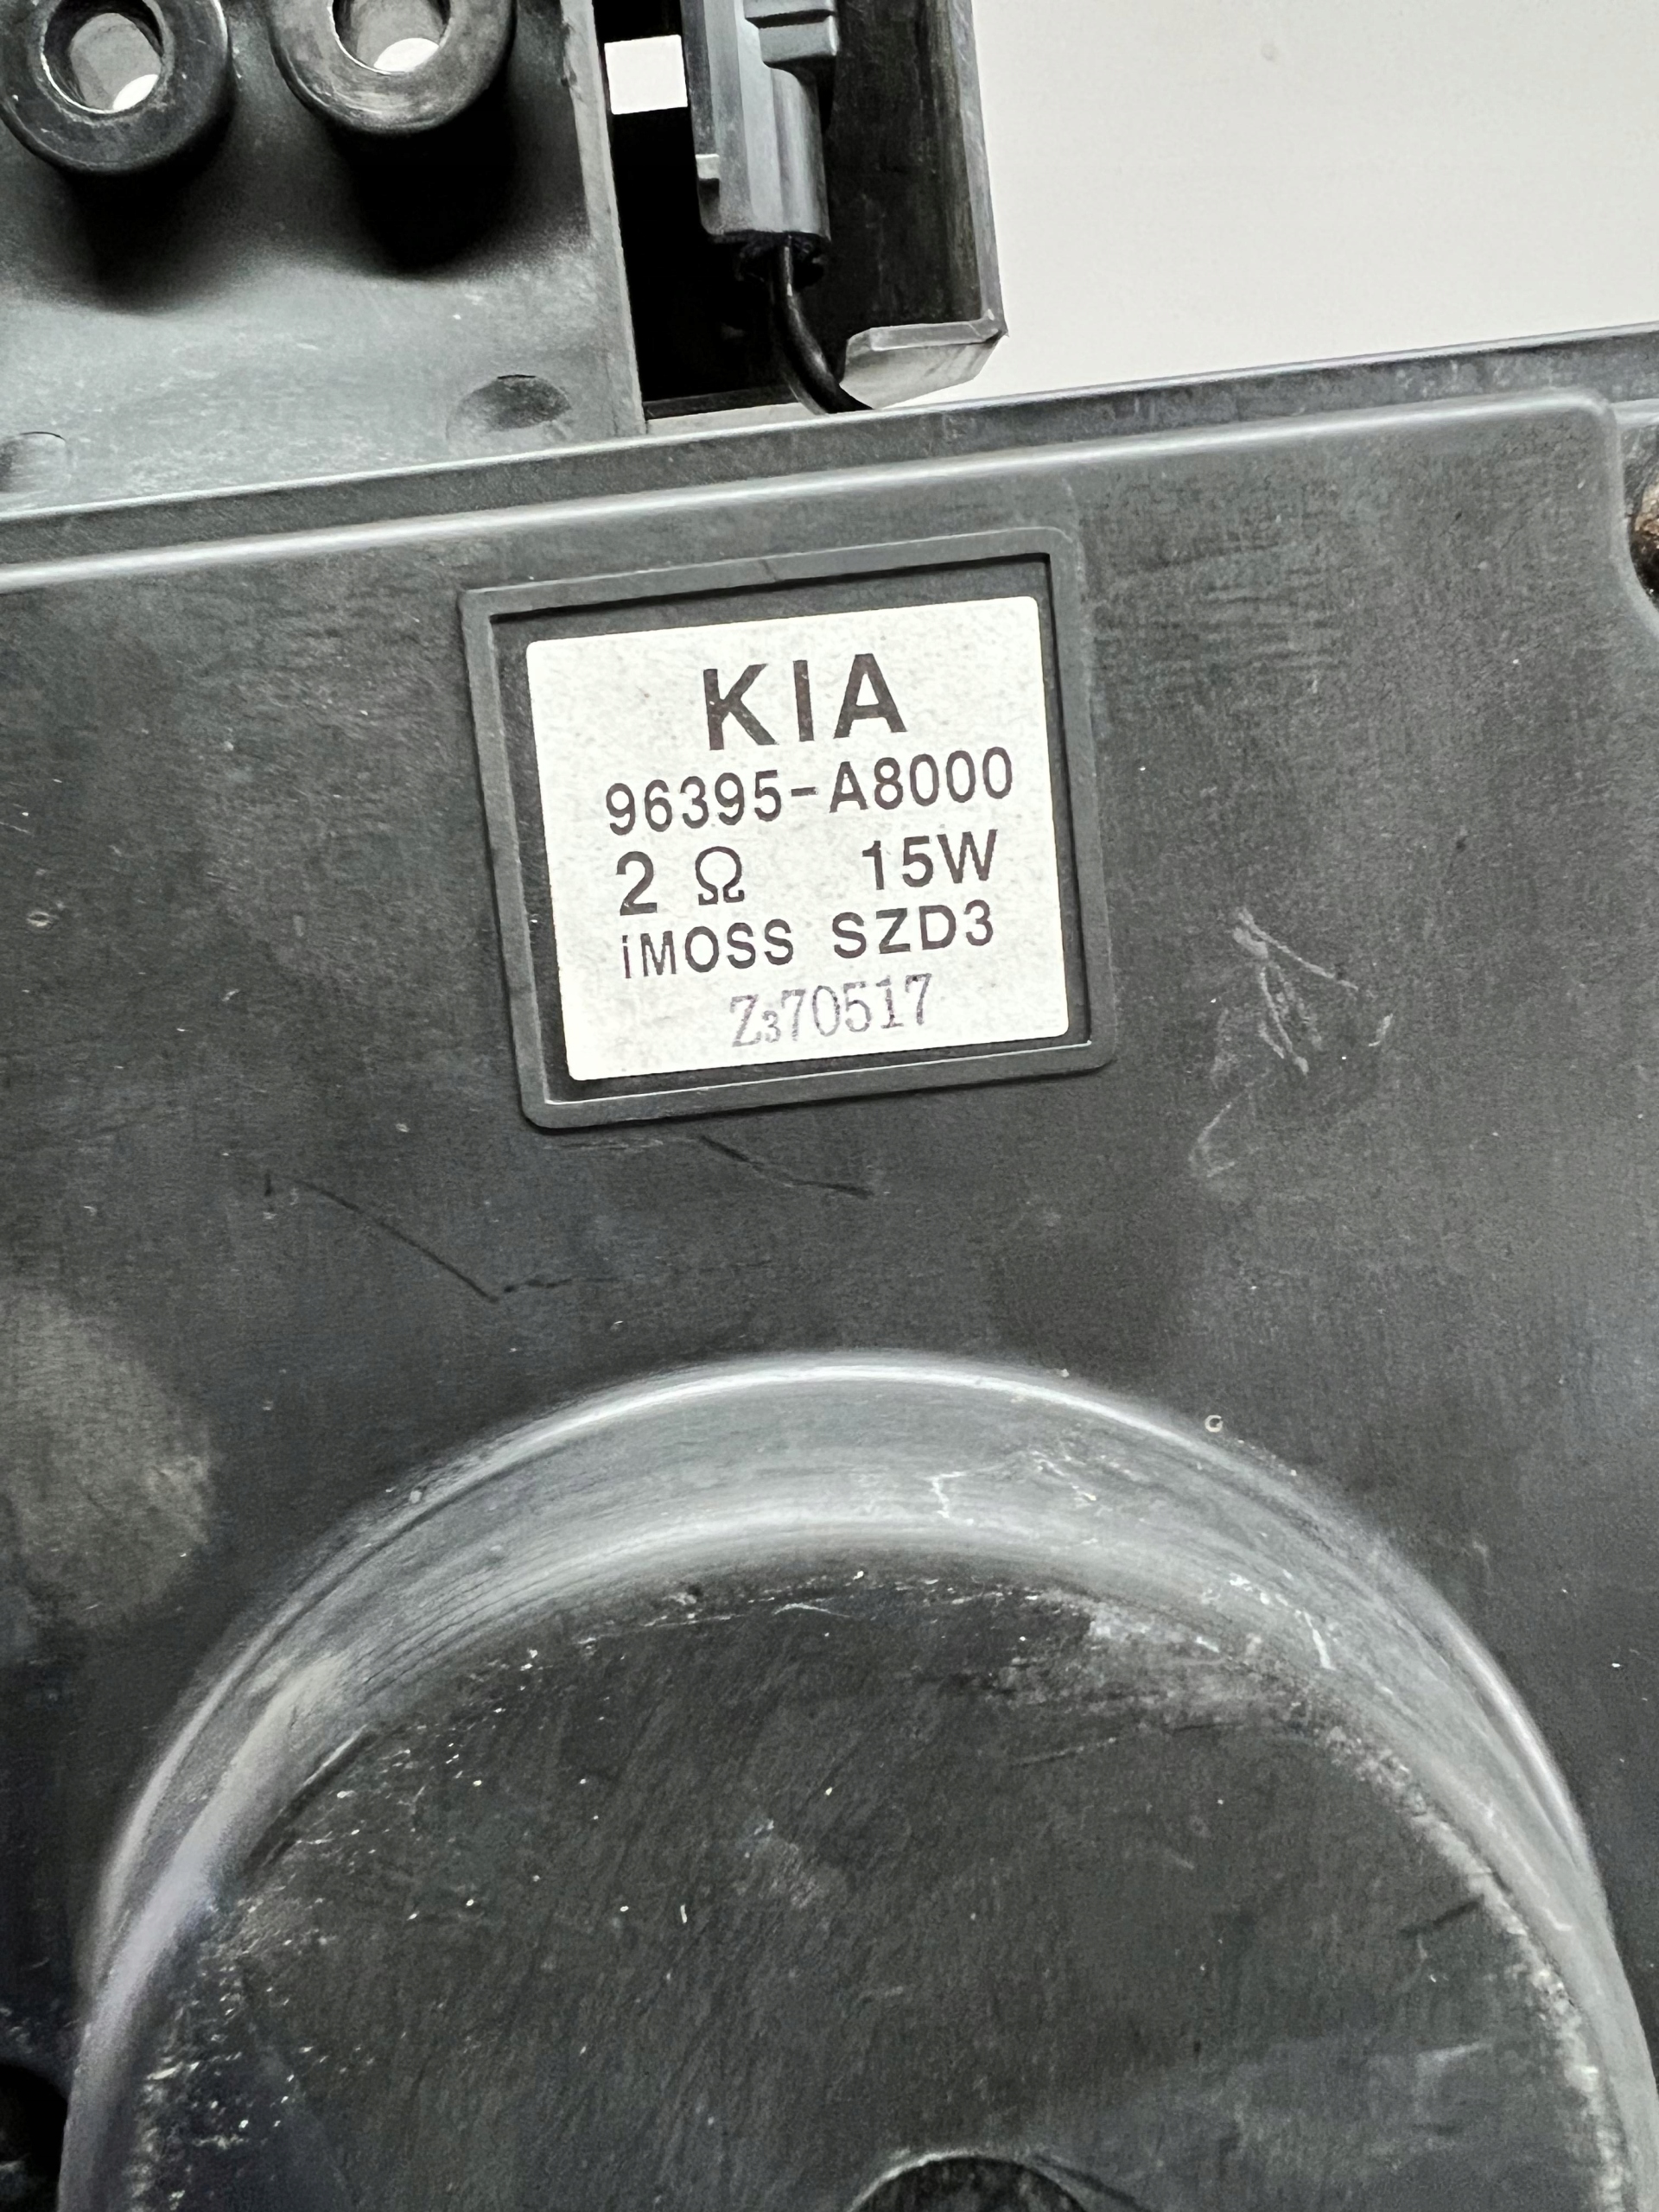 KIA
96395-A8000
2 Ω 15W
iMOSS SZD3
Z370517